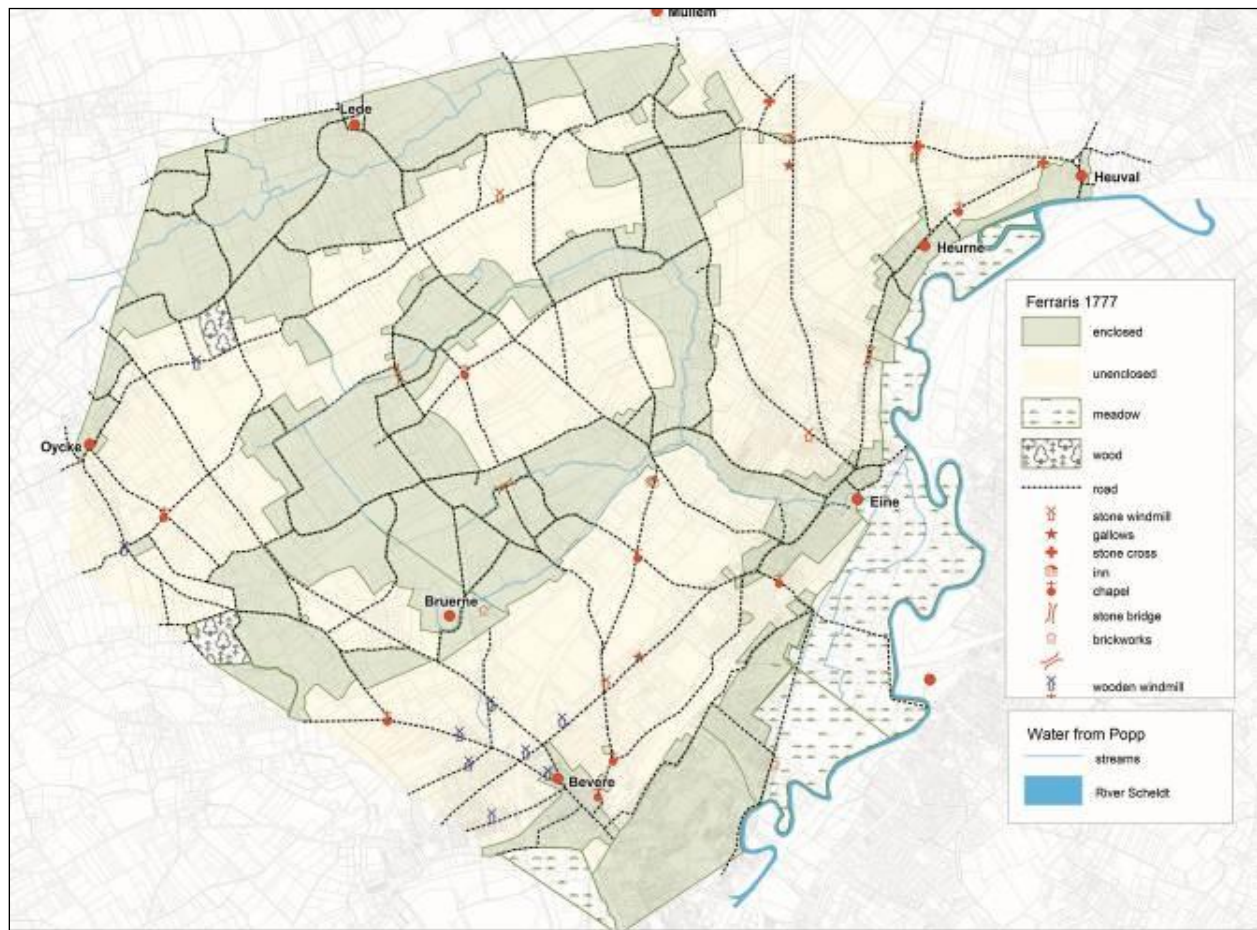 Mullem
Lede
Heuval
Heurne
Oycke
Eine
Bruerne
Bevere
Ferraris 1777
enclosed
unenclosed
meadow
wood
road
stone windmill
gallows
stone cross
inn
chapel
stone bridge
brickworks
wooden windmill
Water from Popp
streams
River Scheldt